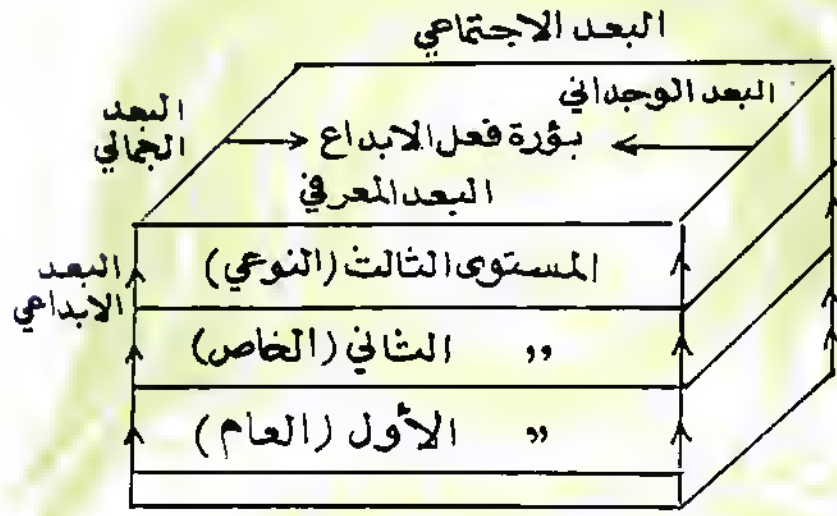 البعد الاجتماعي
البعد الوجداني
البعد
الجمالي
بؤرة فعل الابداع
البعد المعرفي
المستوى الثالث (النوعي)
البعد
الابداعي
„ الثاني (الخاص)
„ الأول (العام)